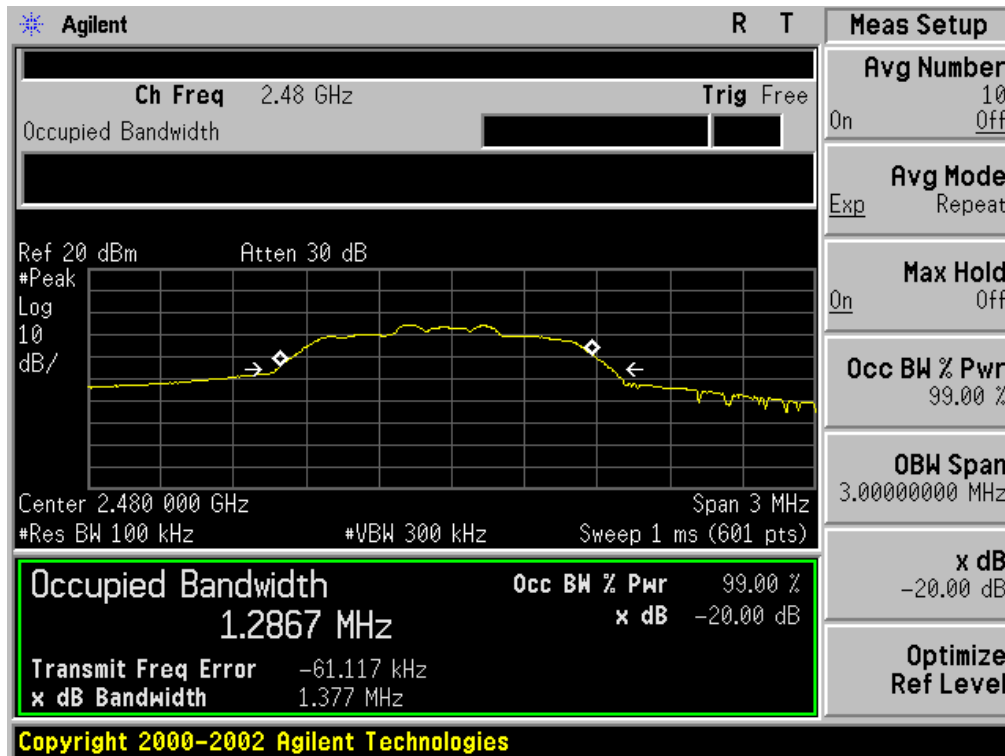 Agilent R T
Ch Freq 2.48 GHz Trig Free
Occupied Bandwidth
Ref 20 dBm Atten 30 dB
#Peak
Log
10
dB/
Center 2.480 000 GHz Span 3 MHz
#Res BW 100 kHz #VBW 300 kHz Sweep 1 ms (601 pts)
Occupied Bandwidth Occ BW % Pwr 99.00 %
1.2867 MHz x dB -20.00 dB
Transmit Freq Error -61.117 kHz
x dB Bandwidth 1.377 MHz
Copyright 2000-2002 Agilent Technologies
Meas Setup
Avg Number
10
On Off
Avg Mode
Exp Repeat
Max Hold
On Off
Occ BW % Pwr
99.00 %
OBW Span
3.00000000 MHz
x dB
-20.00 dB
Optimize
Ref Level